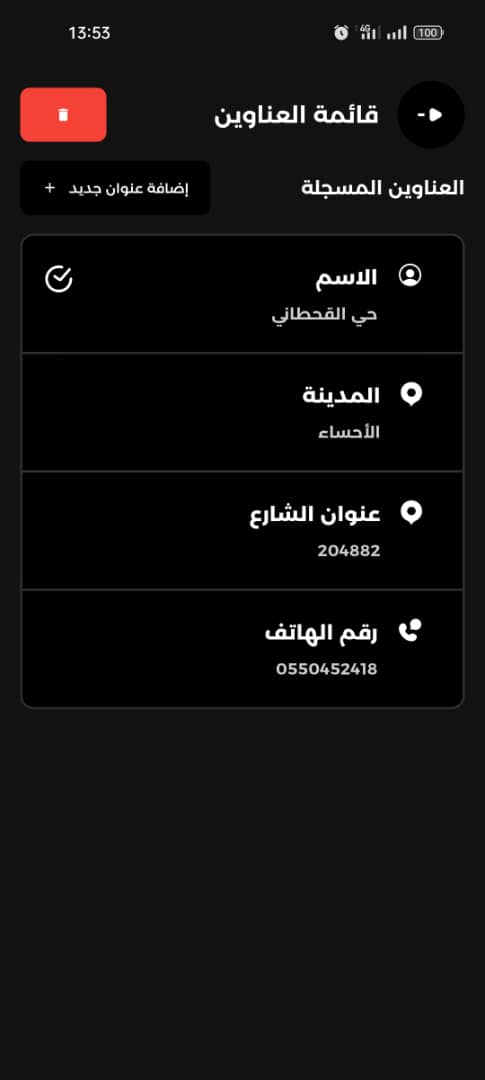 13:53
4G
100
قائمة العناوين
العناوين المسجلة
إضافة عنوان جديد +
الاسم
حي القحطاني
المدينة
الأحساء
عنوان الشارع
204882
رقم الهاتف
0550452418